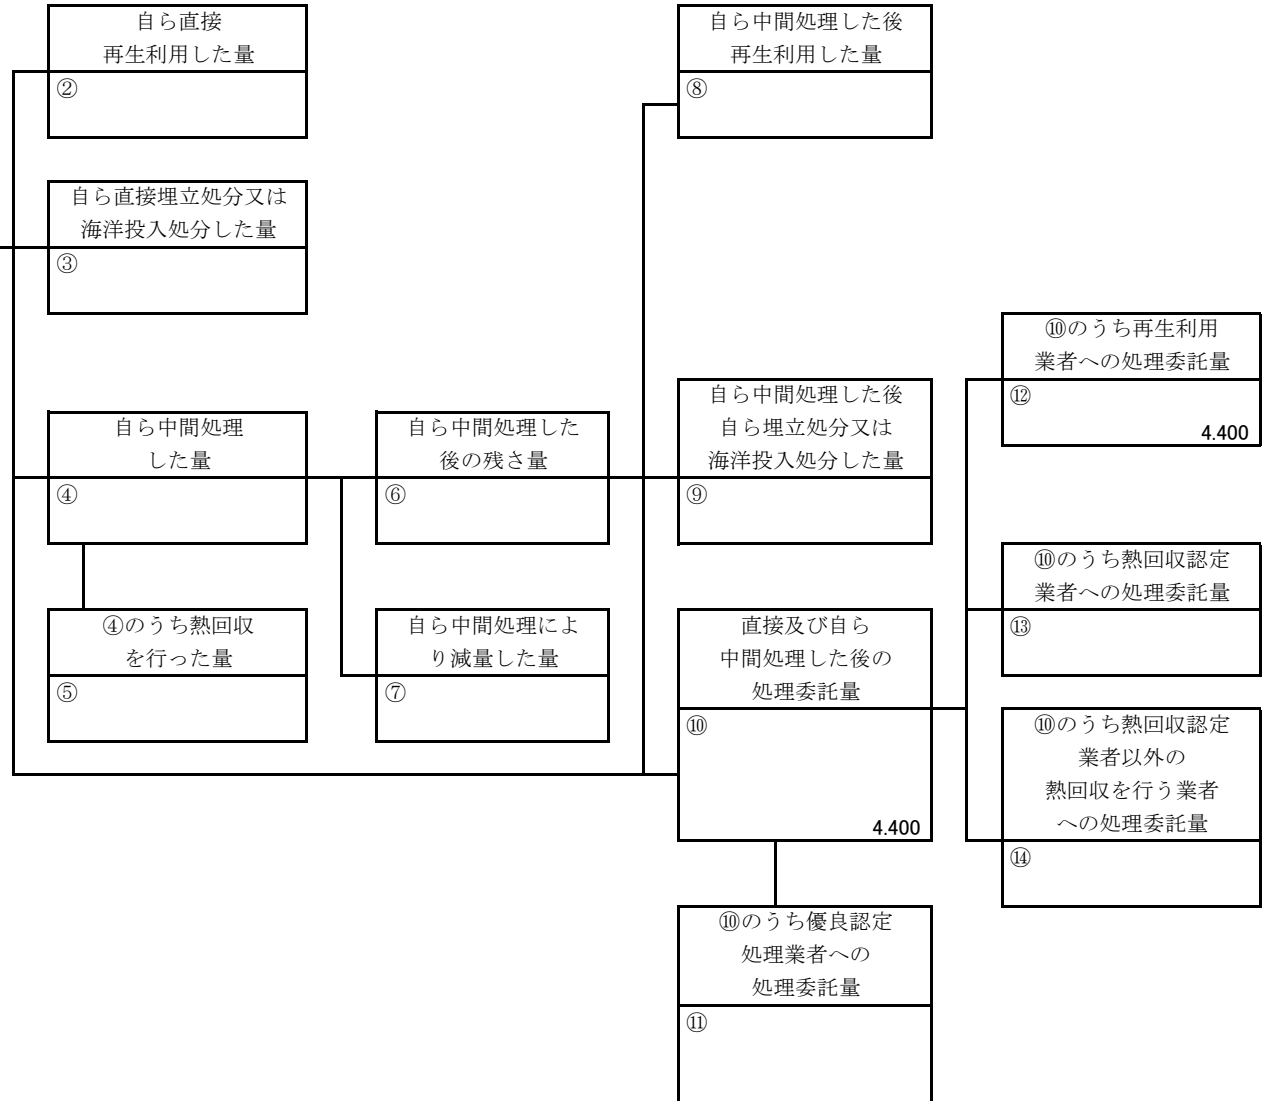 自ら直接
再生利用した量
②
自ら中間処理した後
再生利用した量
⑧
自ら直接埋立処分又は
海洋投入処分した量
③
⑩のうち再生利用
業者への処理委託量
⑫
4.400
自ら中間処理
した量
④
自ら中間処理した
後の残さ量
⑥
自ら中間処理した後
自ら埋立処分又は
海洋投入処分した量
⑨
⑩のうち熱回収認定
業者への処理委託量
⑬
④のうち熱回収
を行った量
⑤
自ら中間処理によ
り減量した量
⑦
直接及び自ら
中間処理した後の
処理委託量
⑩
4.400
⑩のうち熱回収認定
業者以外の
熱回収を行う業者
への処理委託量
⑭
⑩のうち優良認定
処理業者への
処理委託量
⑪